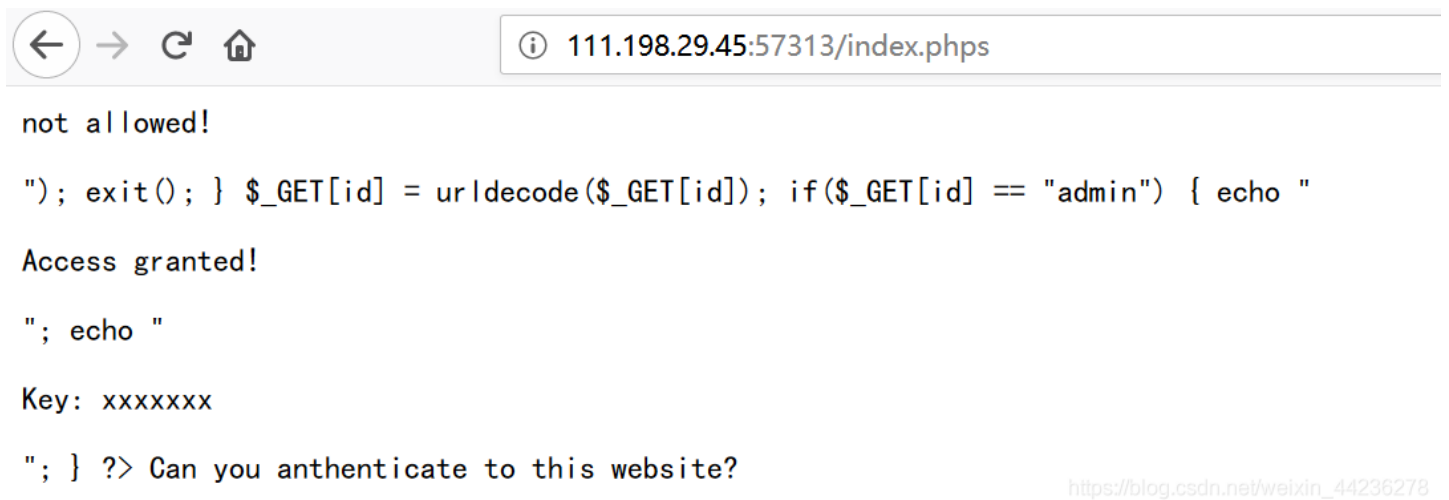 111.198.29.45:57313/index.phps
not allowed!
"); exit(); } $_GET[id] = urldecode($_GET[id]); if($_GET[id] == "admin") { echo "
Access granted!
"; echo "
Key: xxxxxxx
"; } ?> Can you anthenticate to this website?
https://blog.csdn.net/weixin_44236278